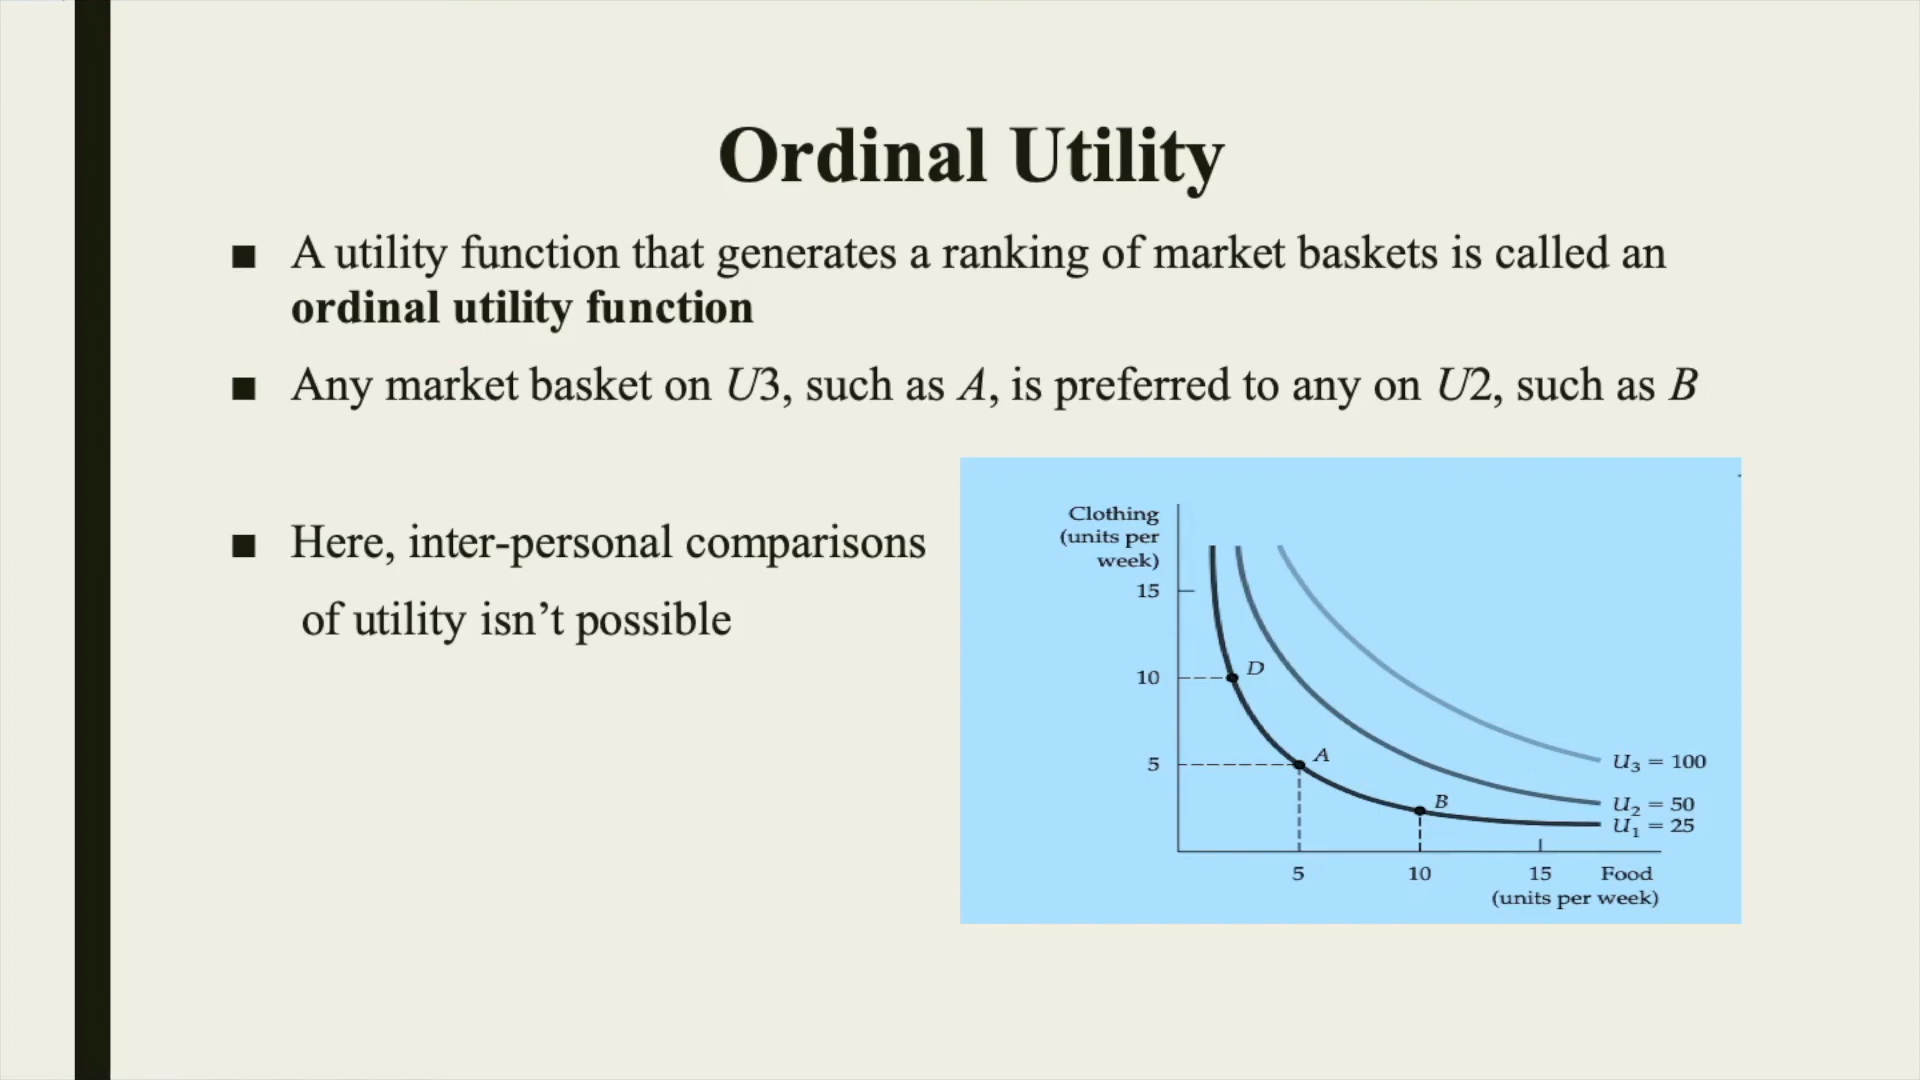 Ordinal Utility
■ A utility function that generates a ranking of market baskets is called an
ordinal utility function
■ Any market basket on U3, such as A, is preferred to any on U2, such as B
■ Here, inter-personal comparisons
of utility isn’t possible
Clothing
(units per
week)
15
10
5
D
A
B
U₃ = 100
U₂ = 50
U₁ = 25
5 10 15 Food
(units per week)